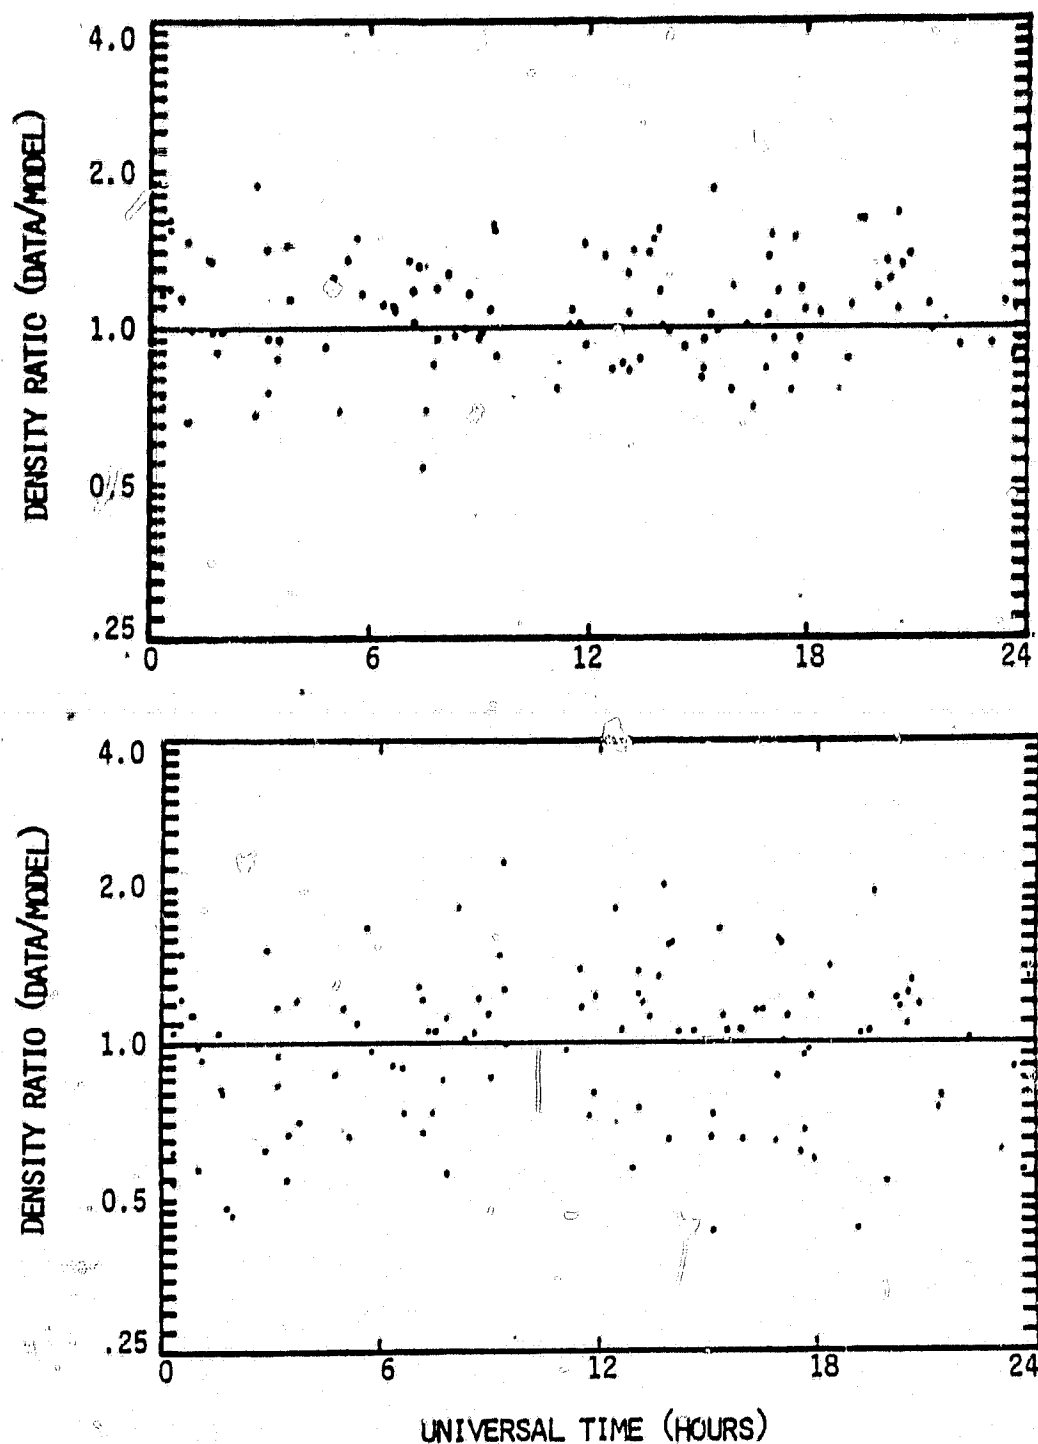 4.0
2.0
1.0
0.5
.25
DENSITY RATIO (DATA/MODEL)
0 6 12 18 24
4.0
2.0
1.0
0.5
.25
DENSITY RATIO (DATA/MODEL)
0 6 12 18 24
UNIVERSAL TIME (HOURS)